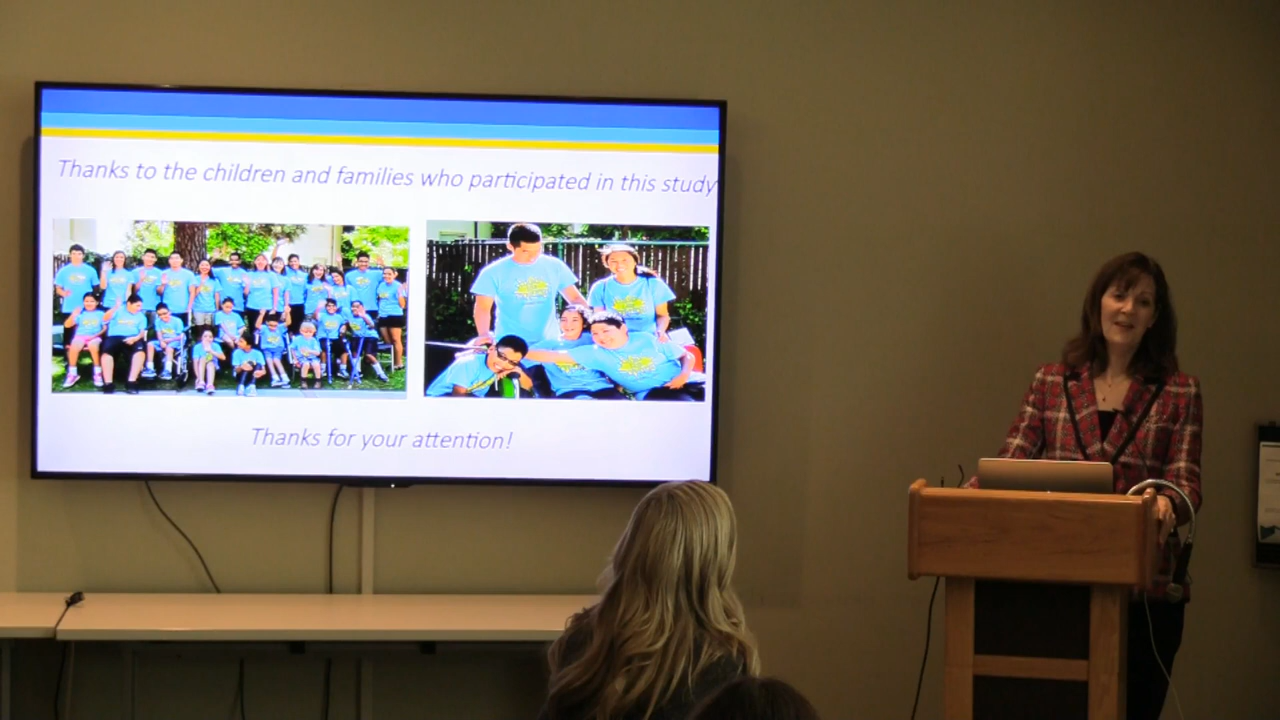 Thanks to the children and families who participated in this study
Thanks for your attention!